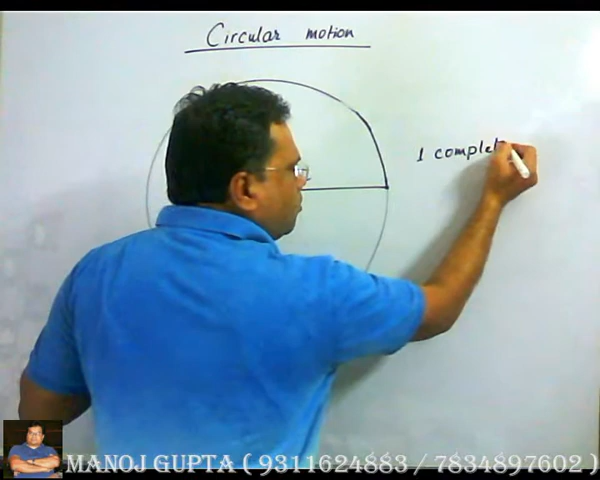 Circular motion
1 complet
MANOJ GUPTA ( 9311624883 / 7834897602 )